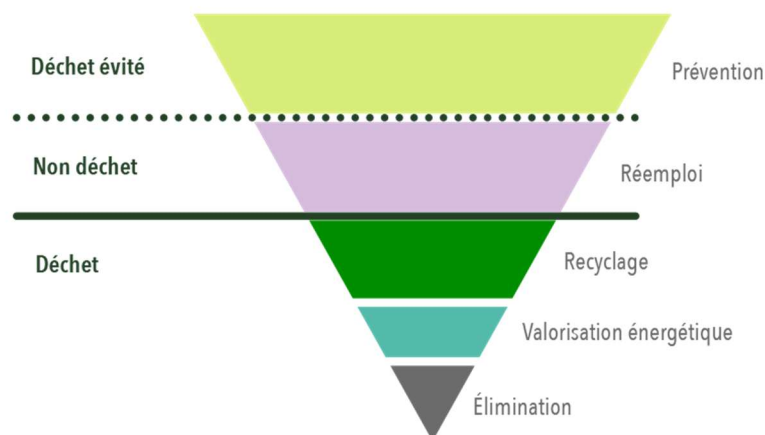 Déchet évité
Prévention
Non déchet
Réemploi
Déchet
Recyclage
Valorisation énergétique
Élimination